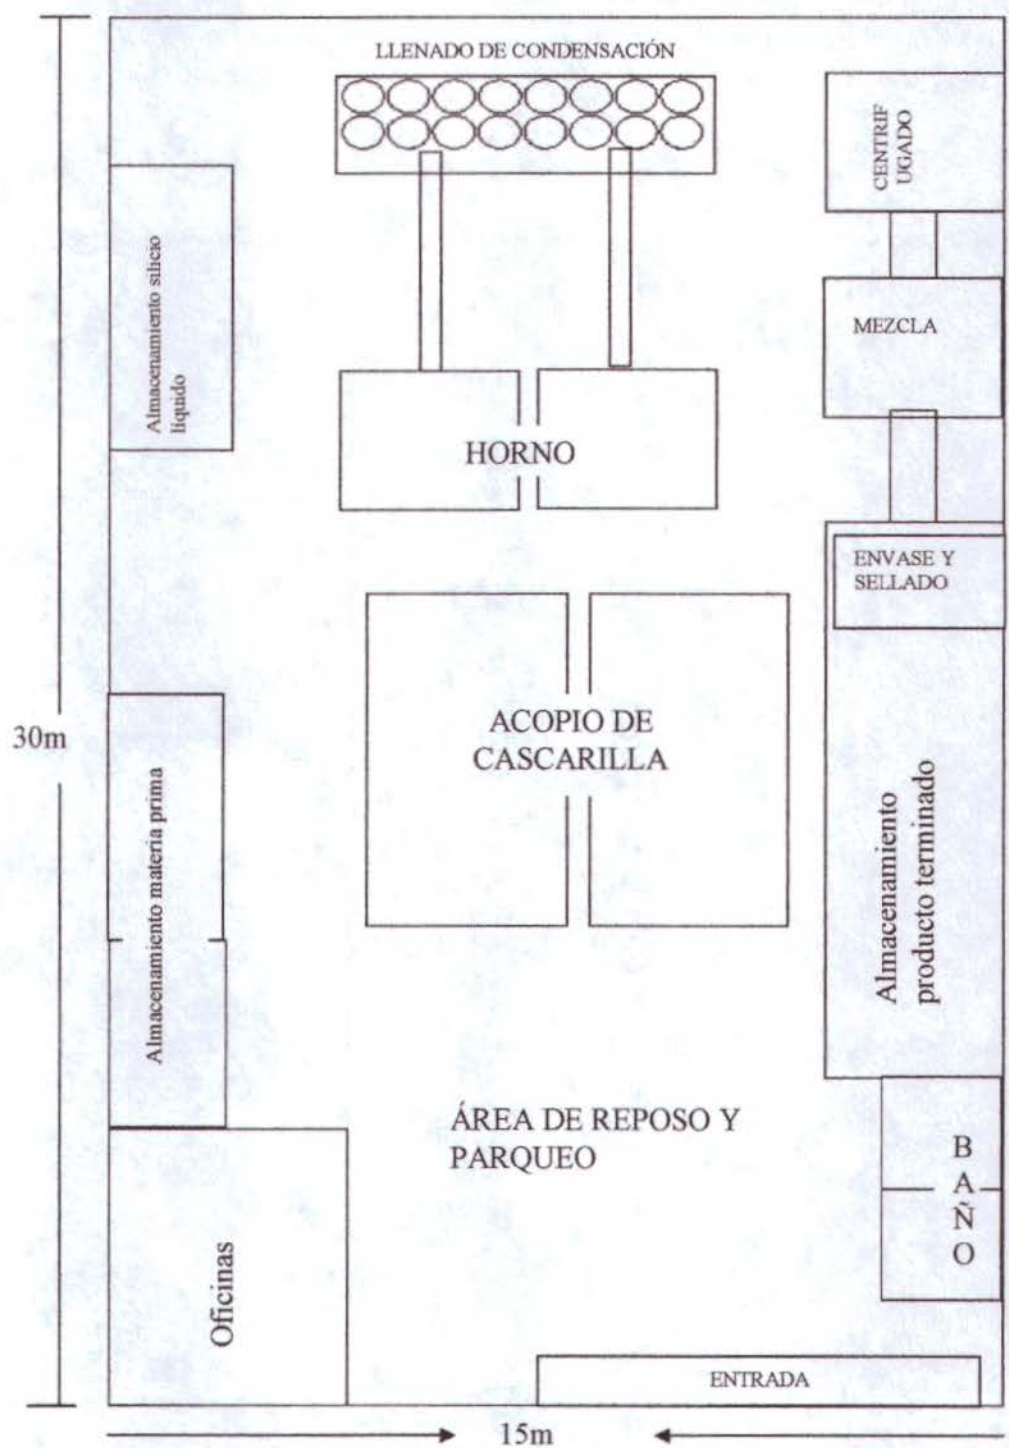 LLENADO DE CONDENSACIÓN
CENTRIF
UGADO
Almacenamiento silicio
líquido
MEZCLA
HORNO
ENVASE Y
SELLADO
30m
ACOPIO DE
CASCARILLA
Almacenamiento materia prima
Almacenamiento
producto terminado
ÁREA DE REPOSO Y
PARQUEO
BAÑO
Oficinas
ENTRADA
15m